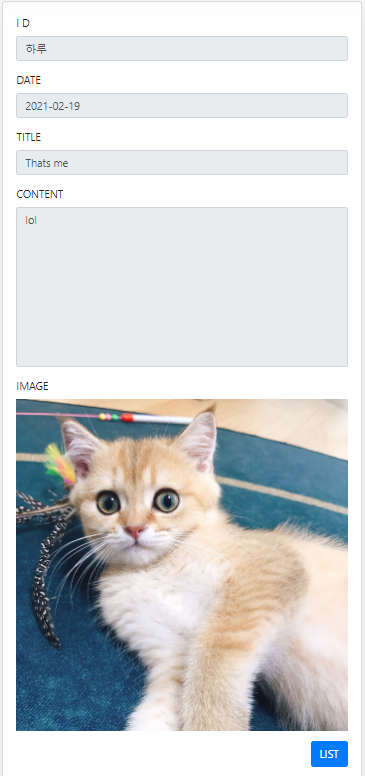 I D
하루
DATE
2021-02-19
TITLE
Thats me
CONTENT
lol
IMAGE
LIST